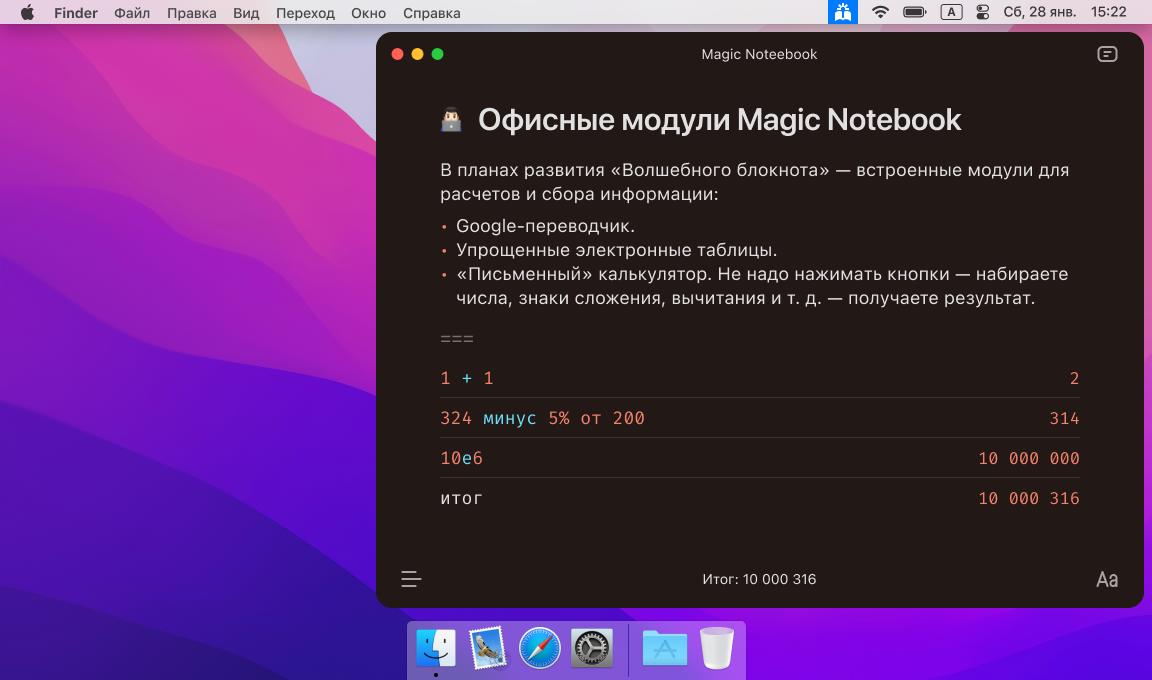 Finder Файл Правка Вид Переход Окно Справка A Сб, 28 янв. 15:22
Magic Noteebook
Офисные модули Magic Notebook
В планах развития «Волшебного блокнота» — встроенные модули для
расчетов и сбора информации:
• Google-переводчик.
• Упрощенные электронные таблицы.
• «Письменный» калькулятор. Не надо нажимать кнопки — набираете
числа, знаки сложения, вычитания и т. д. — получаете результат.
===
1 + 1 2
324 минус 5% от 200 314
10e6 10 000 000
итог 10 000 316
Итог: 10 000 316 Aa